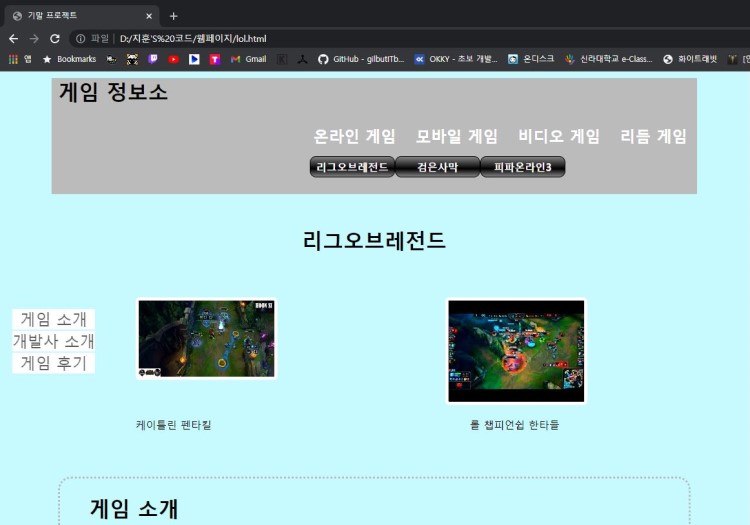 기말 프로젝트
파일 D:/지훈'S%20코드/웹페이지/lol.html
앱 Bookmarks Gmail GitHub - gilbutITb... OKKY - 초보 개발... 온디스크 신라대학교 e-Class... 화이트래빗
게임 정보소
온라인 게임 모바일 게임 비디오 게임 리듬 게임
리그오브레전드 검은사막 피파온라인3
리그오브레전드
게임 소개
개발사 소개
게임 후기
케이틀린 펜타킬 롤 챔피언쉽 한타들
게임 소개